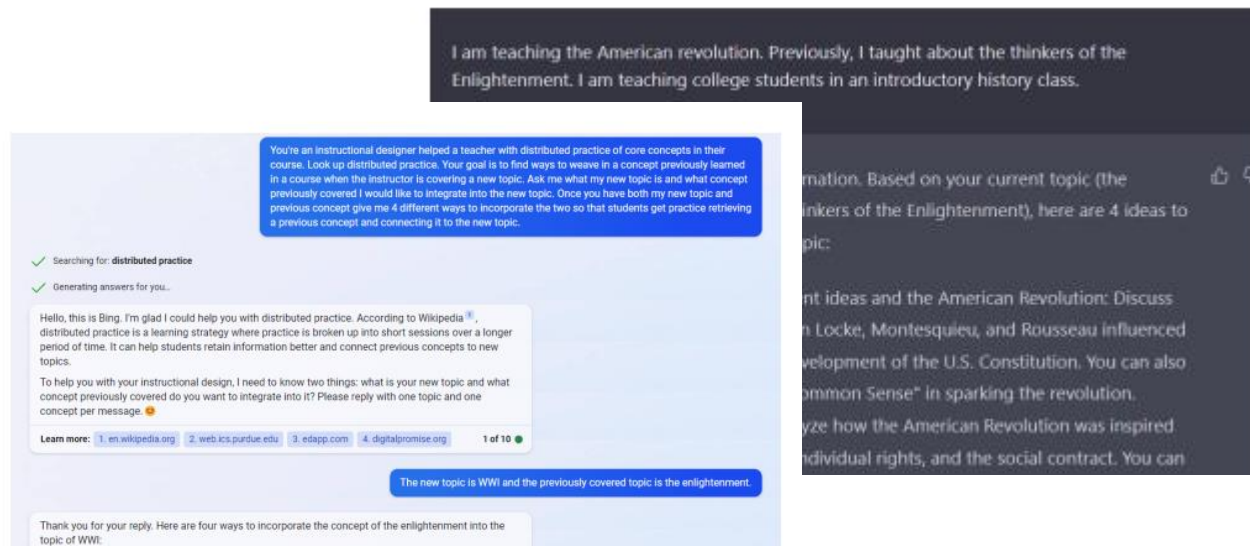 I am teaching the American revolution. Previously, I taught about the thinkers of the
Enlightenment. I am teaching college students in an introductory history class.
mation. Based on your current topic (the
inkers of the Enlightenment), here are 4 ideas to
pic:
nt ideas and the American Revolution: Discuss
Locke, Montesquieu, and Rousseau influenced
velopment of the U.S. Constitution. You can also
ommon Sense" in sparking the revolution.
yze how the American Revolution was inspired
dividual rights, and the social contract. You can
You're an instructional designer helped a teacher with distributed practice of core concepts in their
course. Look up distributed practice. Your goal is to find ways to weave in a concept previously learned
in a course when the instructor is covering a new topic. Ask me what my new topic is and what concept
previously covered I would like to integrate into the new topic. Once you have both my new topic and
previous concept give me 4 different ways to incorporate the two so that students get practice retrieving
a previous concept and connecting it to the new topic.
Searching for: distributed practice
Generating answers for you...
Hello, this is Bing. I'm glad I could help you with distributed practice. According to Wikipedia 1,
distributed practice is a learning strategy where practice is broken up into short sessions over a longer
period of time. It can help students retain information better and connect previous concepts to new
topics.
To help you with your instructional design, I need to know two things: what is your new topic and what
concept previously covered do you want to integrate into it? Please reply with one topic and one
concept per message. 😊
Learn more: 1. en.wikipedia.org 2. web.ics.purdue.edu 3. edapp.com 4. digitalpromise.org 1 of 10
The new topic is WWI and the previously covered topic is the enlightenment.
Thank you for your reply. Here are four ways to incorporate the concept of the enlightenment into the
topic of WWI: